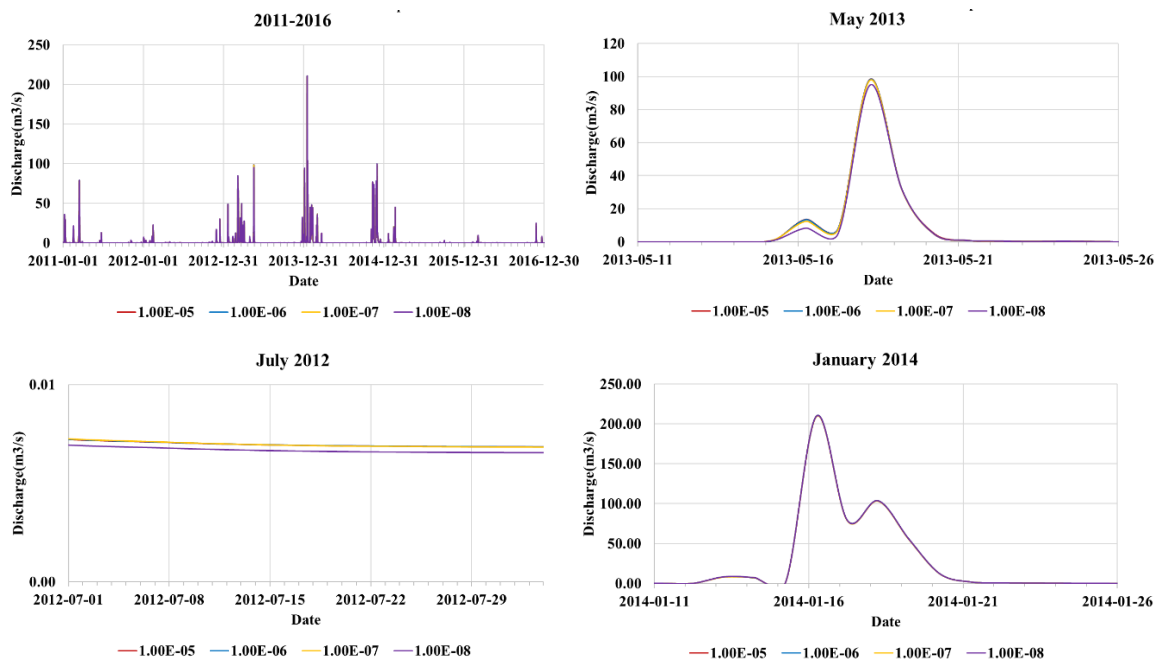 2011-2016
Discharge(m3/s)
250
200
150
100
50
0
2011-01-01 2012-01-01 2012-12-31 2013-12-31 2014-12-31 2015-12-31 2016-12-30
Date
1.00E-05 1.00E-06 1.00E-07 1.00E-08
May 2013
Discharge(m3/s)
120
100
80
60
40
20
0
2013-05-11 2013-05-16 2013-05-21 2013-05-26
Date
1.00E-05 1.00E-06 1.00E-07 1.00E-08
July 2012
Discharge(m3/s)
0.01
0.00
2012-07-01 2012-07-08 2012-07-15 2012-07-22 2012-07-29
Date
1.00E-05 1.00E-06 1.00E-07 1.00E-08
January 2014
Discharge(m3/s)
250.00
200.00
150.00
100.00
50.00
0.00
2014-01-11 2014-01-16 2014-01-21 2014-01-26
Date
1.00E-05 1.00E-06 1.00E-07 1.00E-08